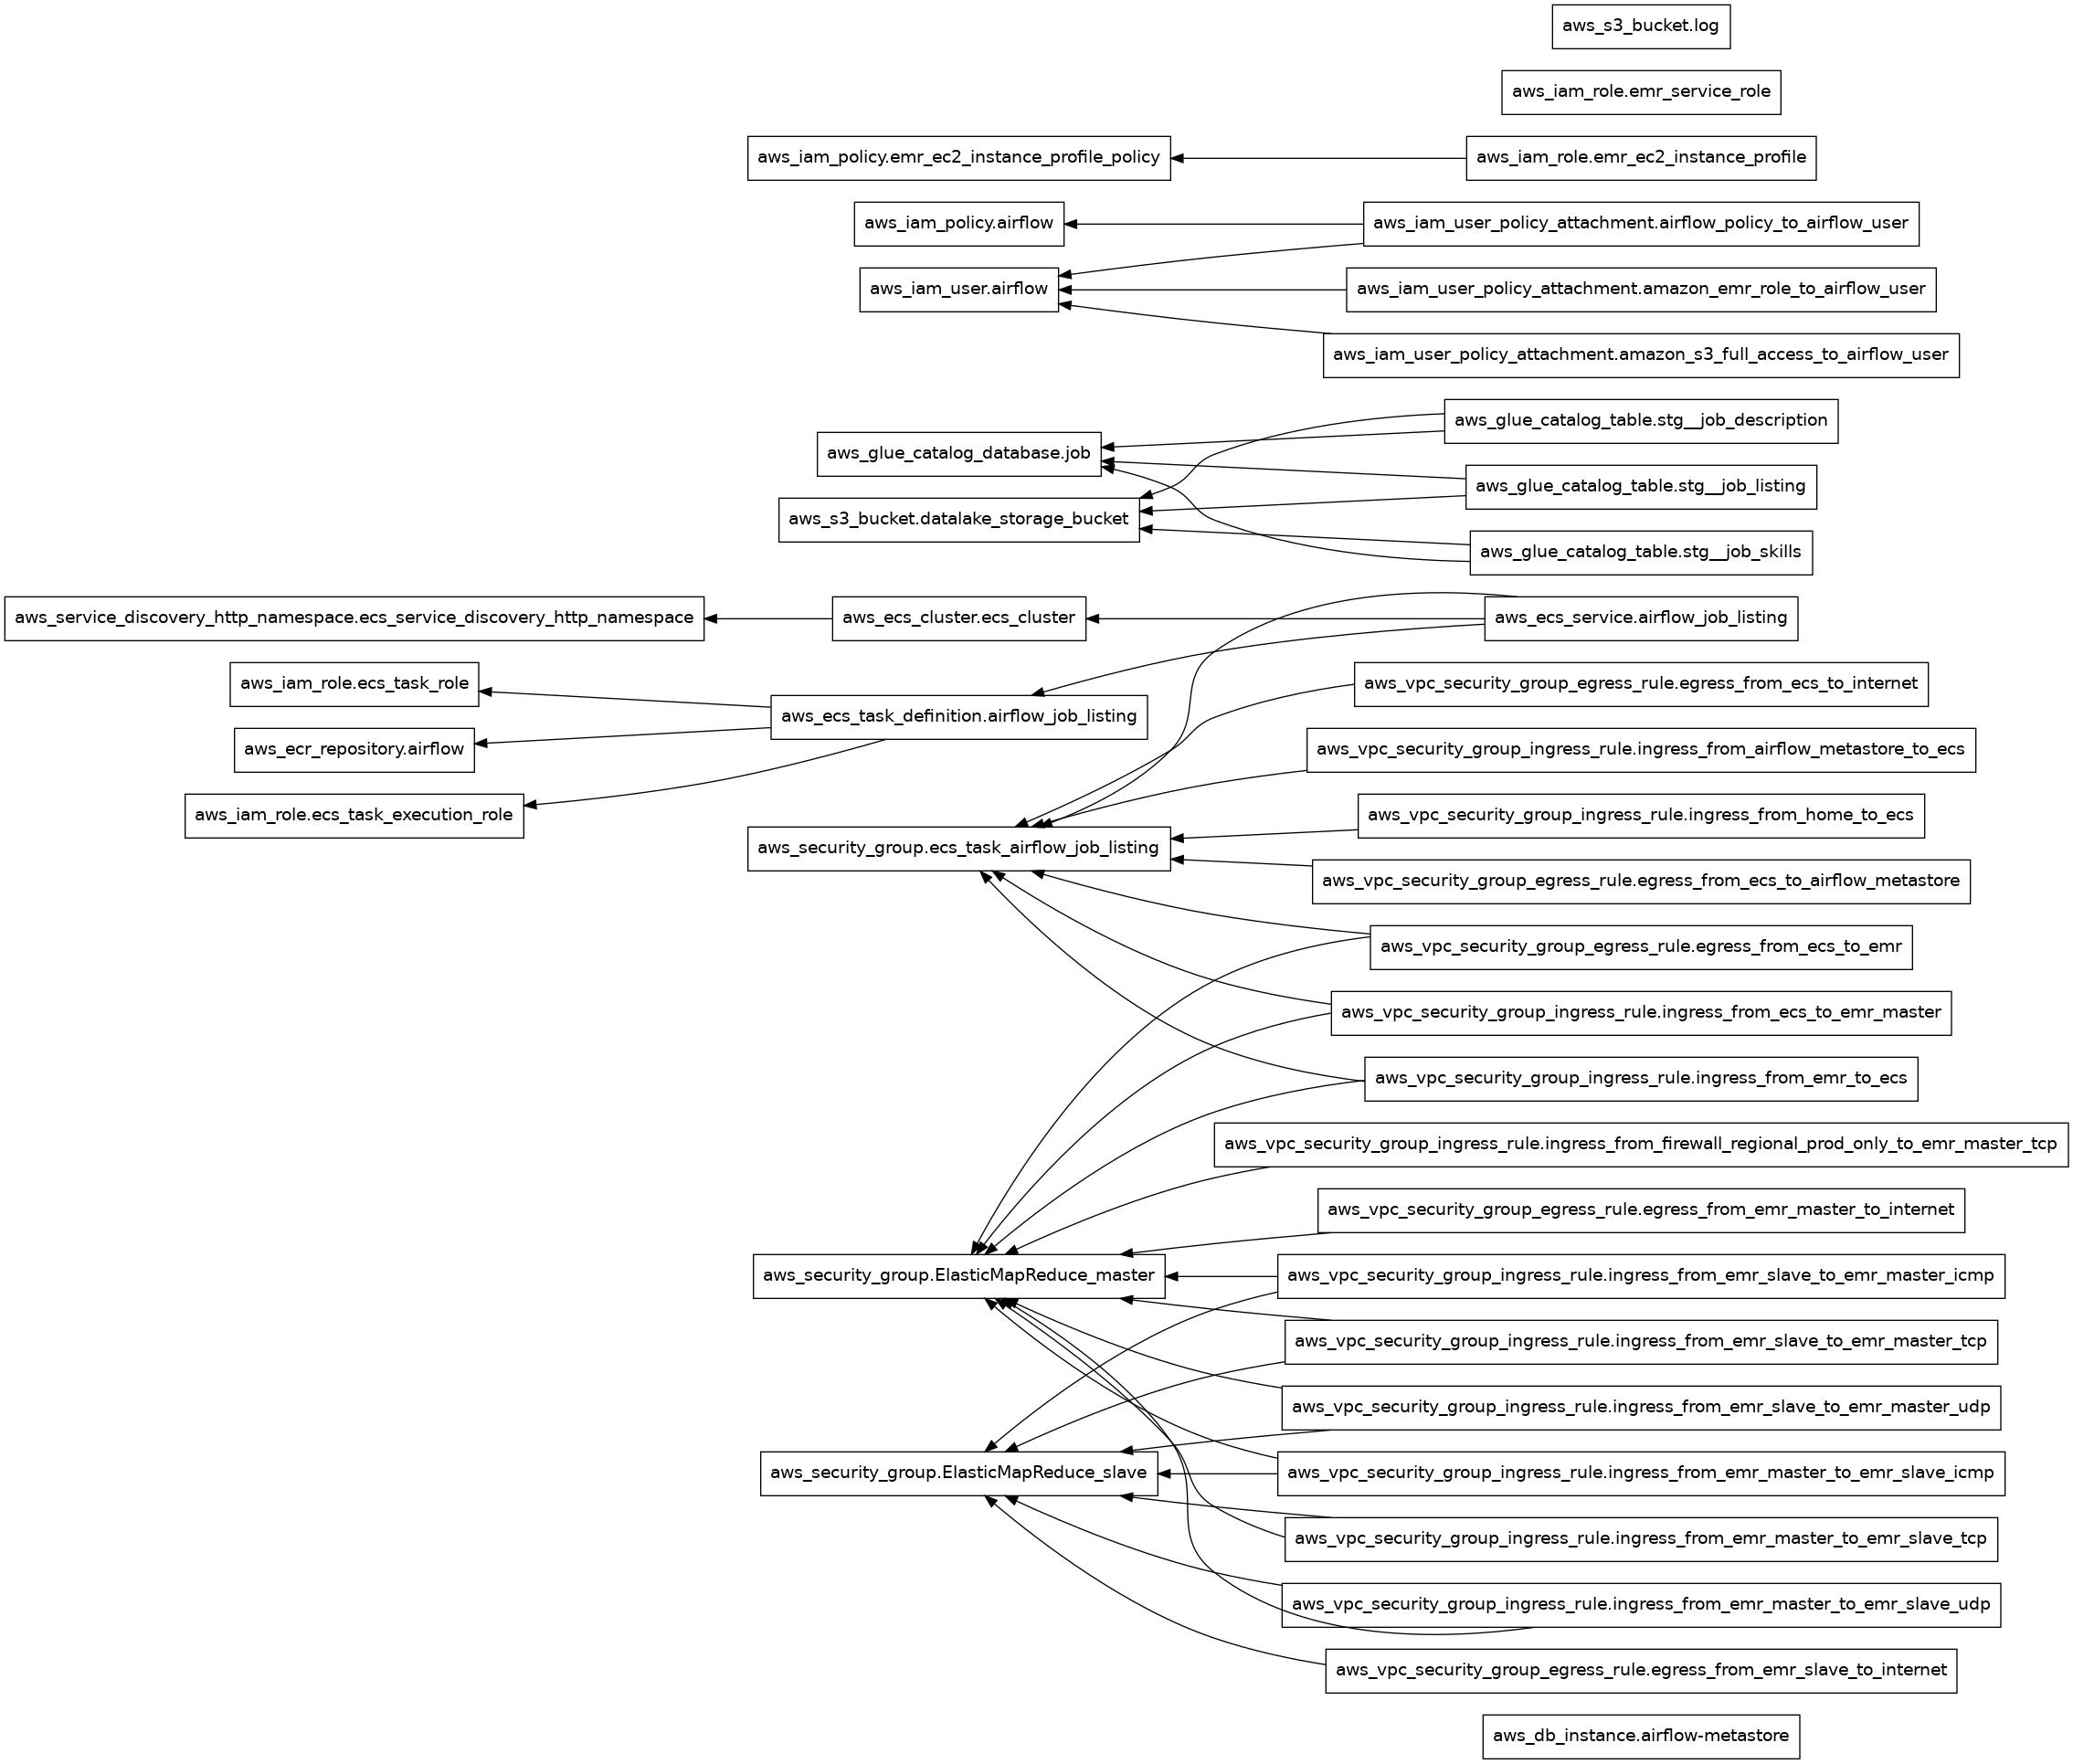 aws_s3_bucket.log
aws_iam_role.emr_service_role
aws_iam_policy.emr_ec2_instance_profile_policy
aws_iam_role.emr_ec2_instance_profile
aws_iam_policy.airflow
aws_iam_user_policy_attachment.airflow_policy_to_airflow_user
aws_iam_user.airflow
aws_iam_user_policy_attachment.amazon_emr_role_to_airflow_user
aws_iam_user_policy_attachment.amazon_s3_full_access_to_airflow_user
aws_glue_catalog_table.stg__job_description
aws_glue_catalog_database.job
aws_glue_catalog_table.stg__job_listing
aws_s3_bucket.datalake_storage_bucket
aws_glue_catalog_table.stg__job_skills
aws_service_discovery_http_namespace.ecs_service_discovery_http_namespace
aws_ecs_cluster.ecs_cluster
aws_ecs_service.airflow_job_listing
aws_iam_role.ecs_task_role
aws_vpc_security_group_egress_rule.egress_from_ecs_to_internet
aws_ecs_task_definition.airflow_job_listing
aws_ecr_repository.airflow
aws_vpc_security_group_ingress_rule.ingress_from_airflow_metastore_to_ecs
aws_iam_role.ecs_task_execution_role
aws_vpc_security_group_ingress_rule.ingress_from_home_to_ecs
aws_security_group.ecs_task_airflow_job_listing
aws_vpc_security_group_egress_rule.egress_from_ecs_to_airflow_metastore
aws_vpc_security_group_egress_rule.egress_from_ecs_to_emr
aws_vpc_security_group_ingress_rule.ingress_from_ecs_to_emr_master
aws_vpc_security_group_ingress_rule.ingress_from_emr_to_ecs
aws_vpc_security_group_ingress_rule.ingress_from_firewall_regional_prod_only_to_emr_master_tcp
aws_vpc_security_group_egress_rule.egress_from_emr_master_to_internet
aws_security_group.ElasticMapReduce_master
aws_vpc_security_group_ingress_rule.ingress_from_emr_slave_to_emr_master_icmp
aws_vpc_security_group_ingress_rule.ingress_from_emr_slave_to_emr_master_tcp
aws_vpc_security_group_ingress_rule.ingress_from_emr_slave_to_emr_master_udp
aws_security_group.ElasticMapReduce_slave
aws_vpc_security_group_ingress_rule.ingress_from_emr_master_to_emr_slave_icmp
aws_vpc_security_group_ingress_rule.ingress_from_emr_master_to_emr_slave_tcp
aws_vpc_security_group_ingress_rule.ingress_from_emr_master_to_emr_slave_udp
aws_vpc_security_group_egress_rule.egress_from_emr_slave_to_internet
aws_db_instance.airflow-metastore